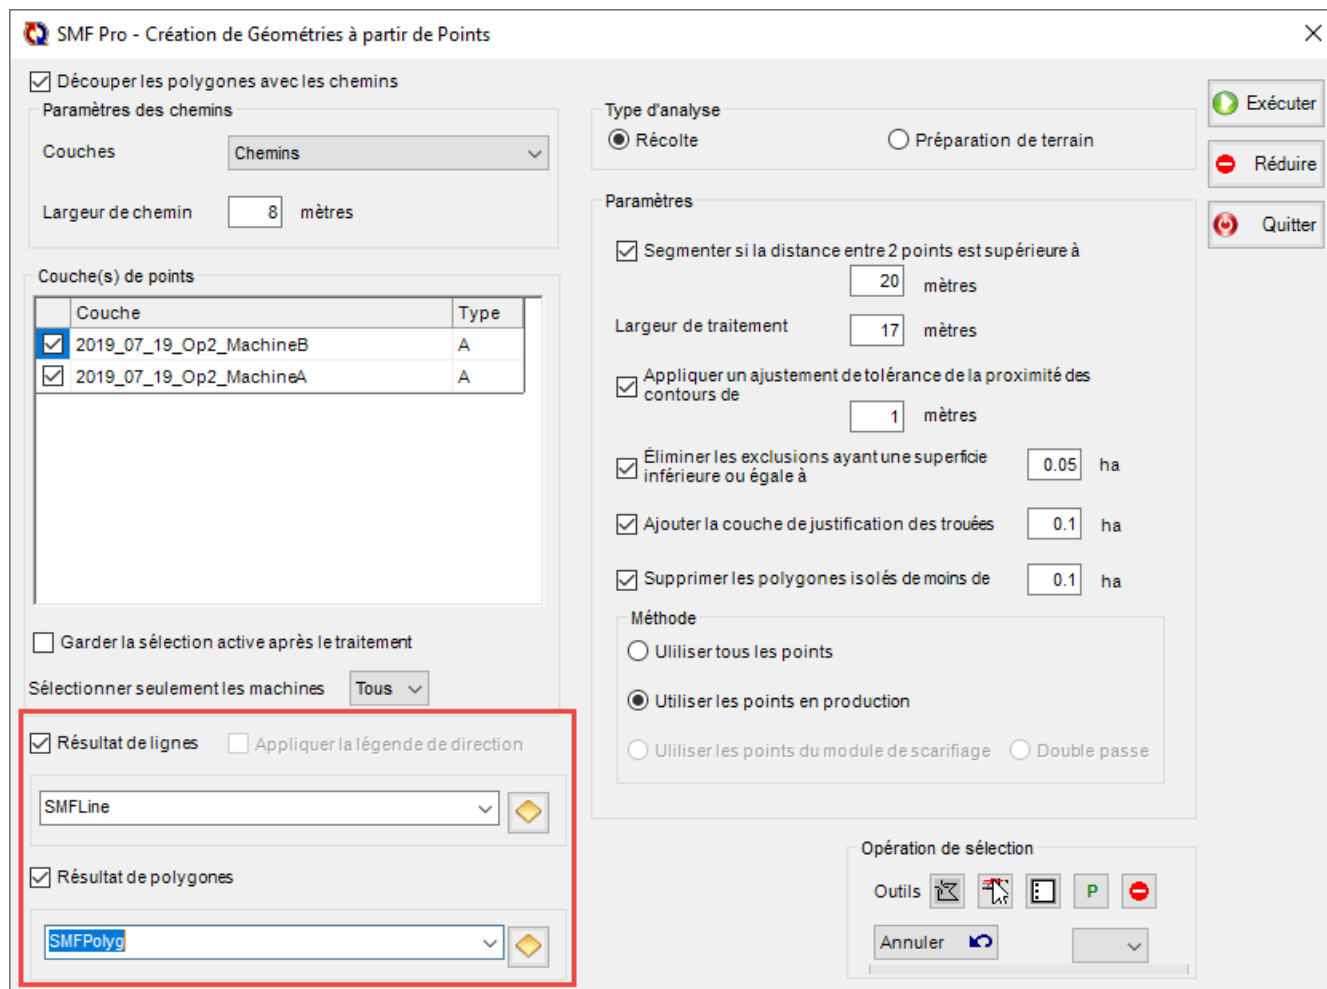 SMF Pro - Création de Géométries à partir de Points
Découper les polygones avec les chemins
Paramètres des chemins
Couches Chemins
Largeur de chemin 8 mètres
Couche(s) de points
Couche Type
2019_07_19_Op2_MachineB A
2019_07_19_Op2_MachineA A
Garder la sélection active après le traitement
Sélectionner seulement les machines Tous
Résultat de lignes Appliquer la légende de direction
SMFLine
Résultat de polygones
SMFPolyg
Type d'analyse
Récolte Préparation de terrain
Paramètres
Segmenter si la distance entre 2 points est supérieure à
20 mètres
Largeur de traitement 17 mètres
Appliquer un ajustement de tolérance de la proximité des
contours de
1 mètres
Éliminer les exclusions ayant une superficie
inférieure ou égale à 0.05 ha
Ajouter la couche de justification des trouées 0.1 ha
Supprimer les polygones isolés de moins de 0.1 ha
Méthode
Uliliser tous les points
Utiliser les points en production
Uliliser les points du module de scarifiage Double passe
Opération de sélection
Outils P
Annuler
Exécuter
Réduire
Quitter